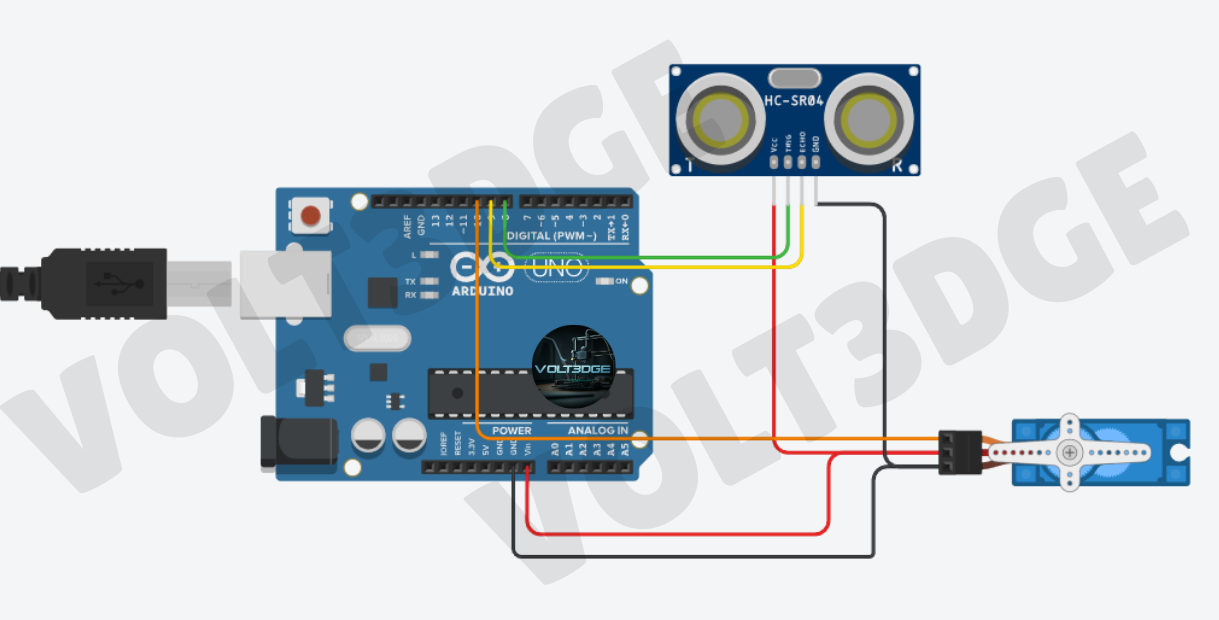 VOLT3DGE
VOLT3DGE
HC-SR04
Vcc
TRIG
ECHO
GND
T
R
AREF
GND
13
12
~11
10
9
8
7
~6
~5
4
~3
2
TX→1
RX←0
DIGITAL (PWM~)
L
TX
RX
UNO
ARDUINO
ON
VOLT3DGE
POWER
ANALOG IN
IOREF
RESET
3.3V
5V
GND
GND
Vin
A0
A1
A2
A3
A4
A5